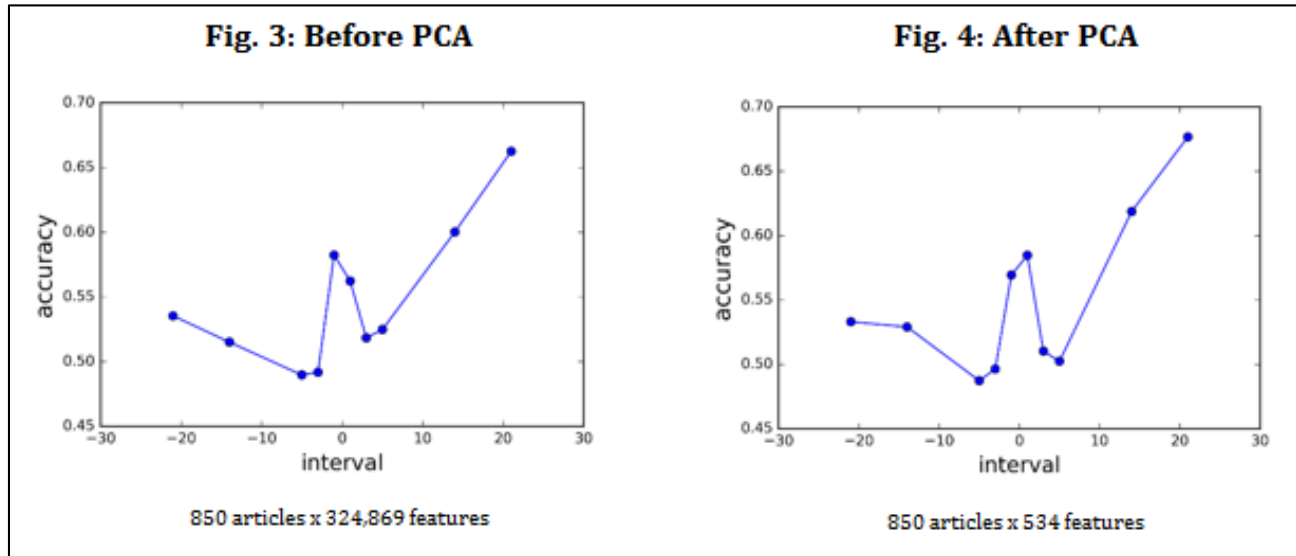 Fig. 3: Before PCA
0.70
0.65
0.60
0.55
0.50
0.45
accuracy
−30 −20 −10 0 10 20 30
interval
850 articles x 324,869 features
Fig. 4: After PCA
0.70
0.65
0.60
0.55
0.50
0.45
accuracy
−30 −20 −10 0 10 20 30
interval
850 articles x 534 features